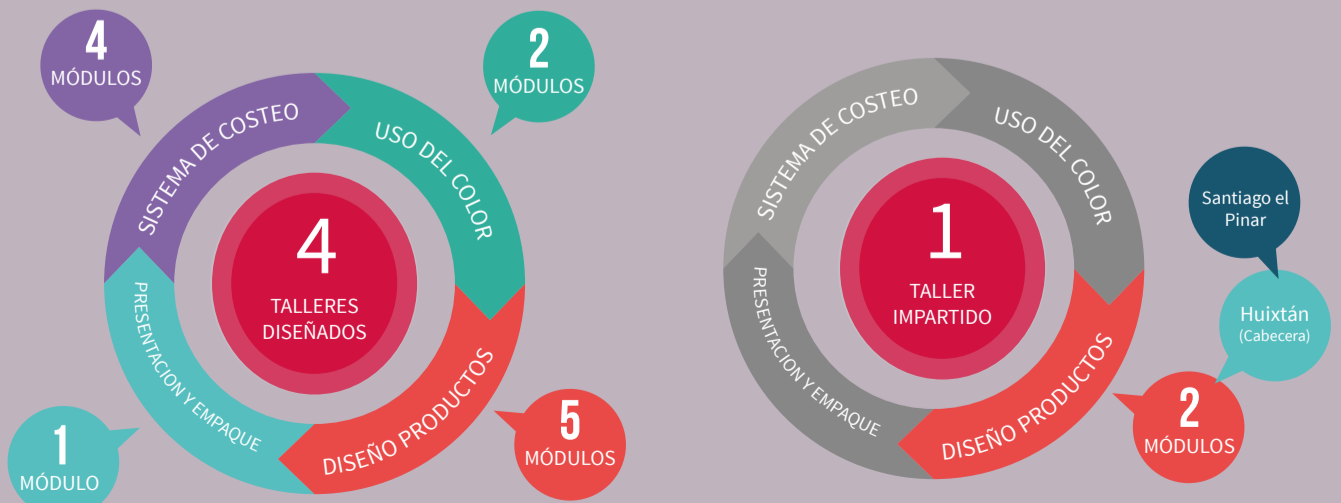 4
MÓDULOS
2
MÓDULOS
SISTEMA DE COSTEO
USO DEL COLOR
4
TALLERES
DISEÑADOS
PRESENTACION Y EMPAQUE
DISEÑO PRODUCTOS
1
MÓDULO
5
MÓDULOS
SISTEMA DE COSTEO
USO DEL COLOR
1
TALLER
IMPARTIDO
PRESENTACION Y EMPAQUE
DISEÑO PRODUCTOS
Santiago el
Pinar
Huixtán
(Cabecera)
2
MÓDULOS